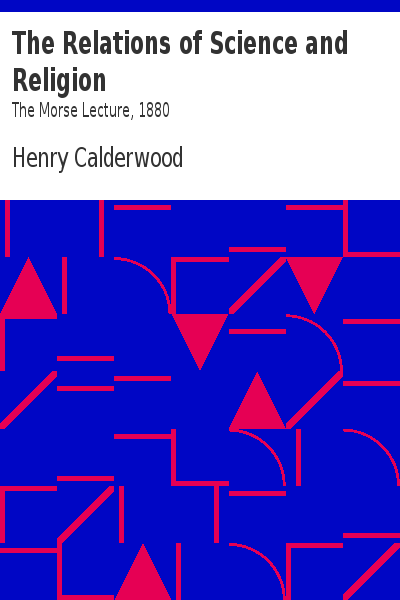 The Relations of Science and
Religion
The Morse Lecture, 1880
Henry Calderwood